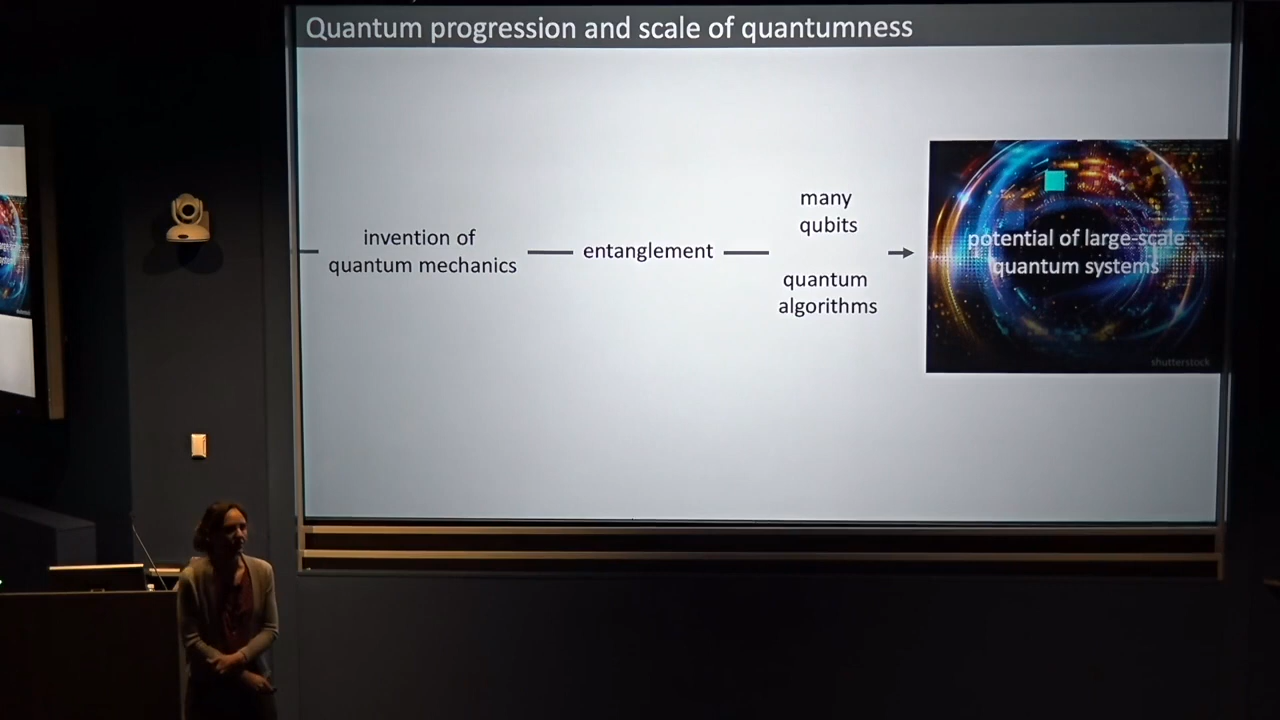 Quantum progression and scale of quantumness
invention of
quantum mechanics
entanglement
many
qubits
quantum
algorithms
potential of large-scale
quantum systems
shutterstock